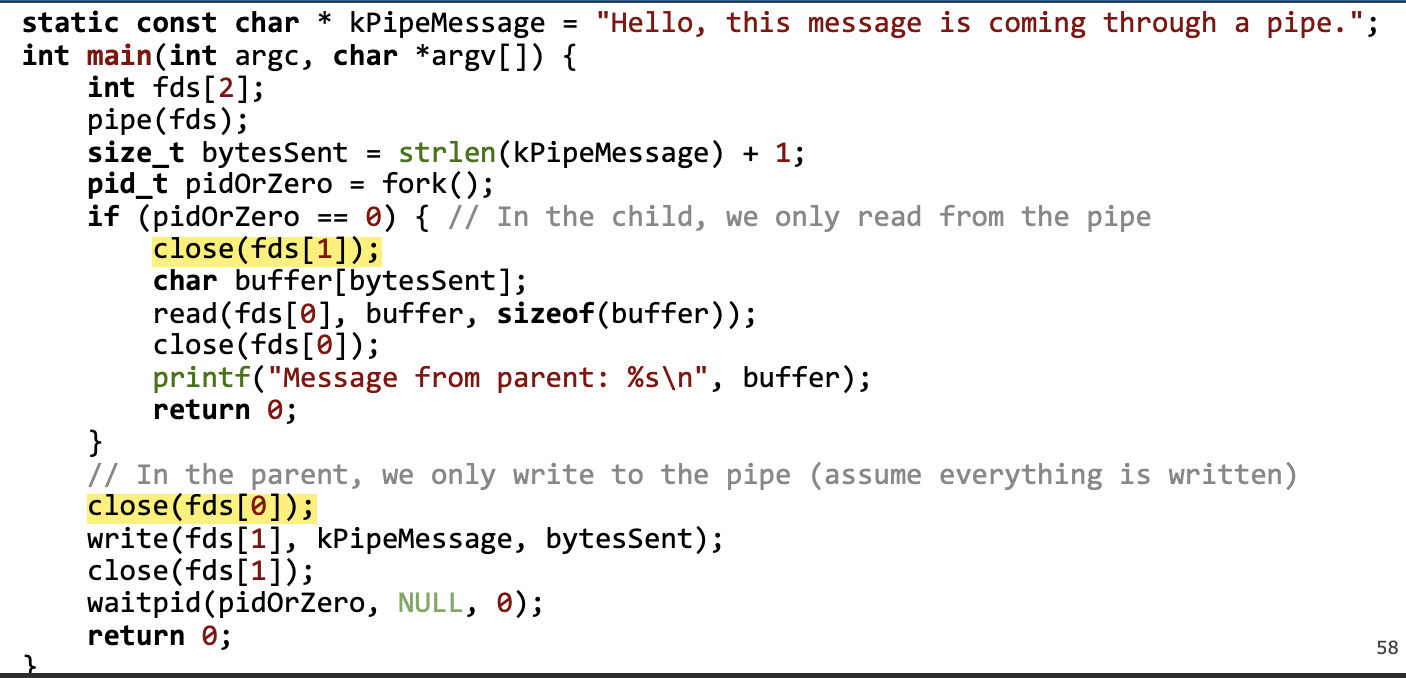 static const char * kPipeMessage = "Hello, this message is coming through a pipe.";
int main(int argc, char *argv[]) {
    int fds[2];
    pipe(fds);
    size_t bytesSent = strlen(kPipeMessage) + 1;
    pid_t pidOrZero = fork();
    if (pidOrZero == 0) { // In the child, we only read from the pipe
        close(fds[1]);
        char buffer[bytesSent];
        read(fds[0], buffer, sizeof(buffer));
        close(fds[0]);
        printf("Message from parent: %s\n", buffer);
        return 0;
    }
    // In the parent, we only write to the pipe (assume everything is written)
    close(fds[0]);
    write(fds[1], kPipeMessage, bytesSent);
    close(fds[1]);
    waitpid(pidOrZero, NULL, 0);
    return 0;
}
58